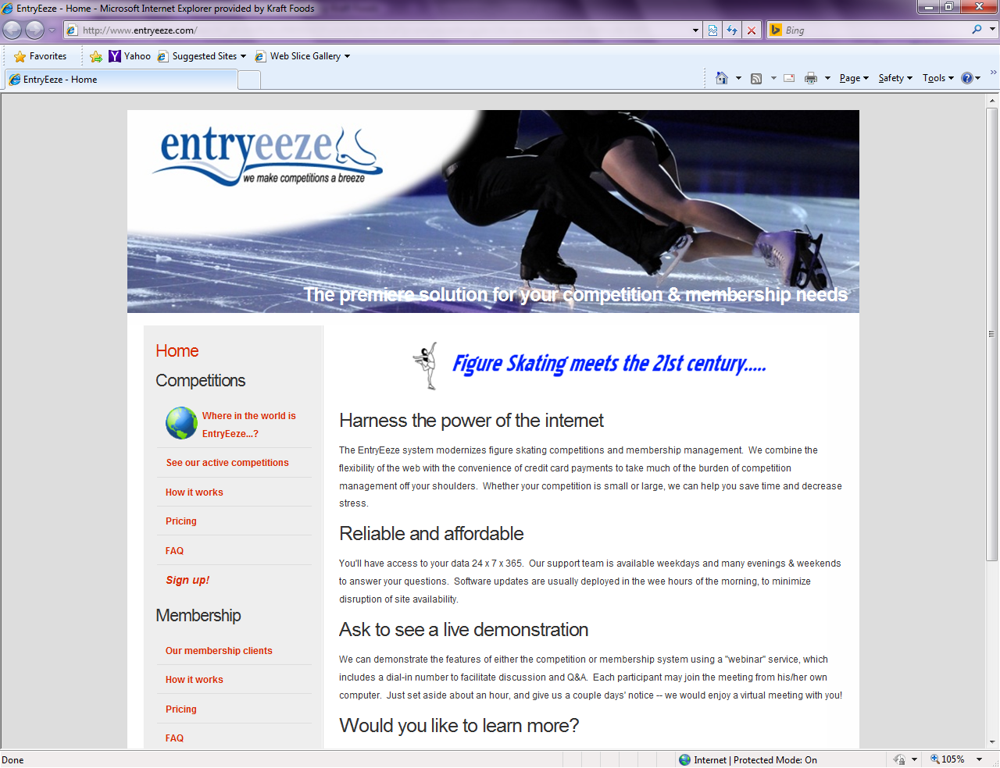 EntryEeze - Home - Microsoft Internet Explorer provided by Kraft Foods
http://www.entryeeze.com/
Bing
Favorites Yahoo Suggested Sites Web Slice Gallery
EntryEeze - Home
Page Safety Tools
entryeeze
we make competitions a breeze
The premiere solution for your competition & membership needs
Home
Competitions
Where in the world is
EntryEeze...?
See our active competitions
How it works
Pricing
FAQ
Sign up!
Membership
Our membership clients
How it works
Pricing
FAQ
Figure Skating meets the 21st century.....
Harness the power of the internet
The EntryEeze system modernizes figure skating competitions and membership management. We combine the
flexibility of the web with the convenience of credit card payments to take much of the burden of competition
management off your shoulders. Whether your competition is small or large, we can help you save time and decrease
stress.
Reliable and affordable
You'll have access to your data 24 x 7 x 365. Our support team is available weekdays and many evenings & weekends
to answer your questions. Software updates are usually deployed in the wee hours of the morning, to minimize
disruption of site availability.
Ask to see a live demonstration
We can demonstrate the features of either the competition or membership system using a "webinar" service, which
includes a dial-in number to facilitate discussion and Q&A. Each participant may join the meeting from his/her own
computer. Just set aside about an hour, and give us a couple days' notice -- we would enjoy a virtual meeting with you!
Would you like to learn more?
Done
Internet | Protected Mode: On
105%